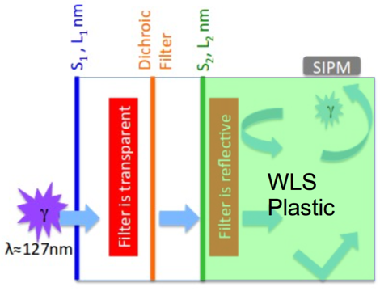 S₁ , L₁ nm
Dichroic
Filter
S₂, L₂ nm
SIPM
Filter is transparent
Filter is reflective
γ
WLS
Plastic
γ
λ≈127nm